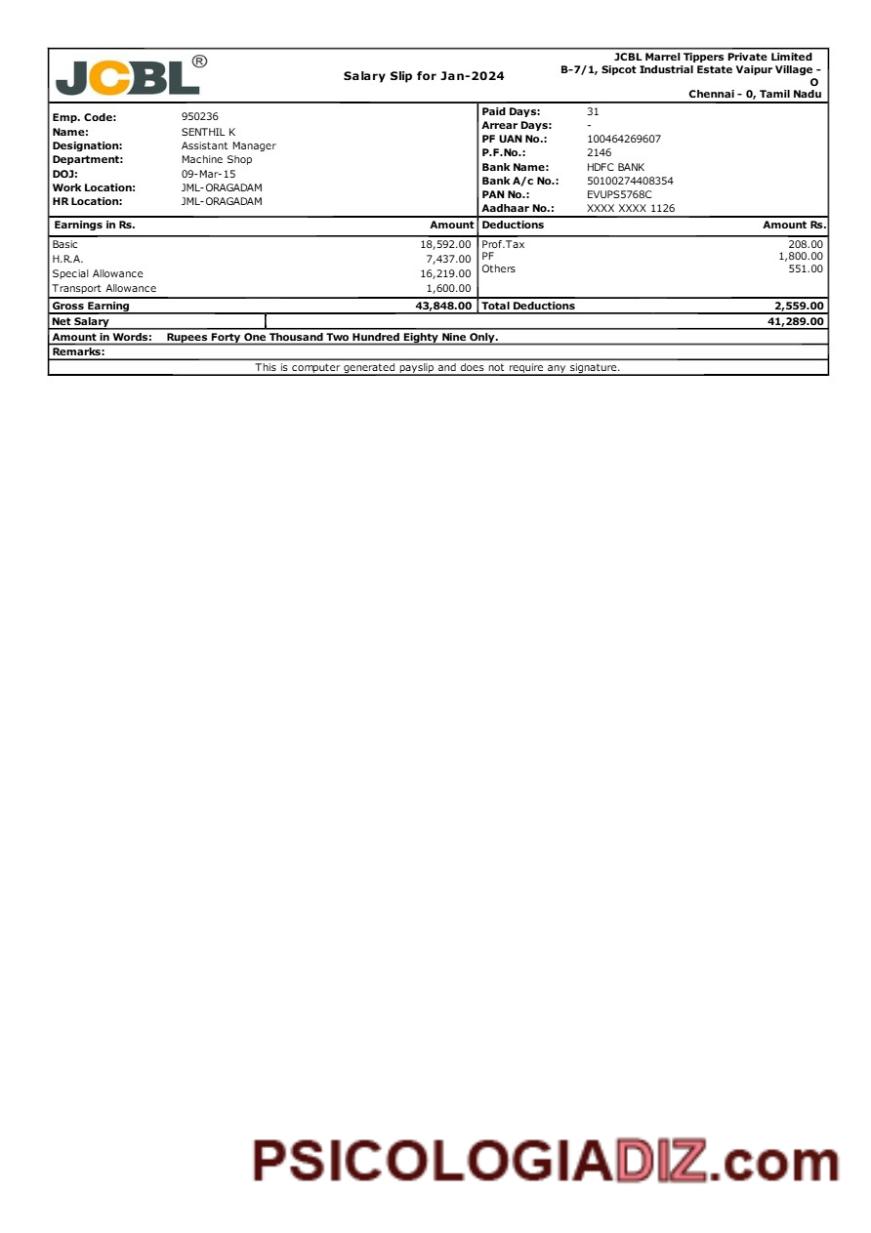 JCBL®
Salary Slip for Jan-2024
JCBL Marrel Tippers Private Limited
B-7/1, Sipcot Industrial Estate Vaipur Village -
O
Chennai - 0, Tamil Nadu
Emp. Code: 950236
Name: SENTHIL K
Designation: Assistant Manager
Department: Machine Shop
DOJ: 09-Mar-15
Work Location: JML-ORAGADAM
HR Location: JML-ORAGADAM
Paid Days: 31
Arrear Days: -
PF UAN No.: 100464269607
P.F.No.: 2146
Bank Name: HDFC BANK
Bank A/c No.: 50100274408354
PAN No.: EVUPS5768C
Aadhaar No.: XXXX XXXX 1126
Earnings in Rs. Amount Deductions Amount Rs.
Basic 18,592.00 Prof.Tax 208.00
H.R.A. 7,437.00 PF 1,800.00
Special Allowance 16,219.00 Others 551.00
Transport Allowance 1,600.00
Gross Earning 43,848.00 Total Deductions 2,559.00
Net Salary 41,289.00
Amount in Words: Rupees Forty One Thousand Two Hundred Eighty Nine Only.
Remarks:
This is computer generated payslip and does not require any signature.
PSICOLOGIADIZ.com